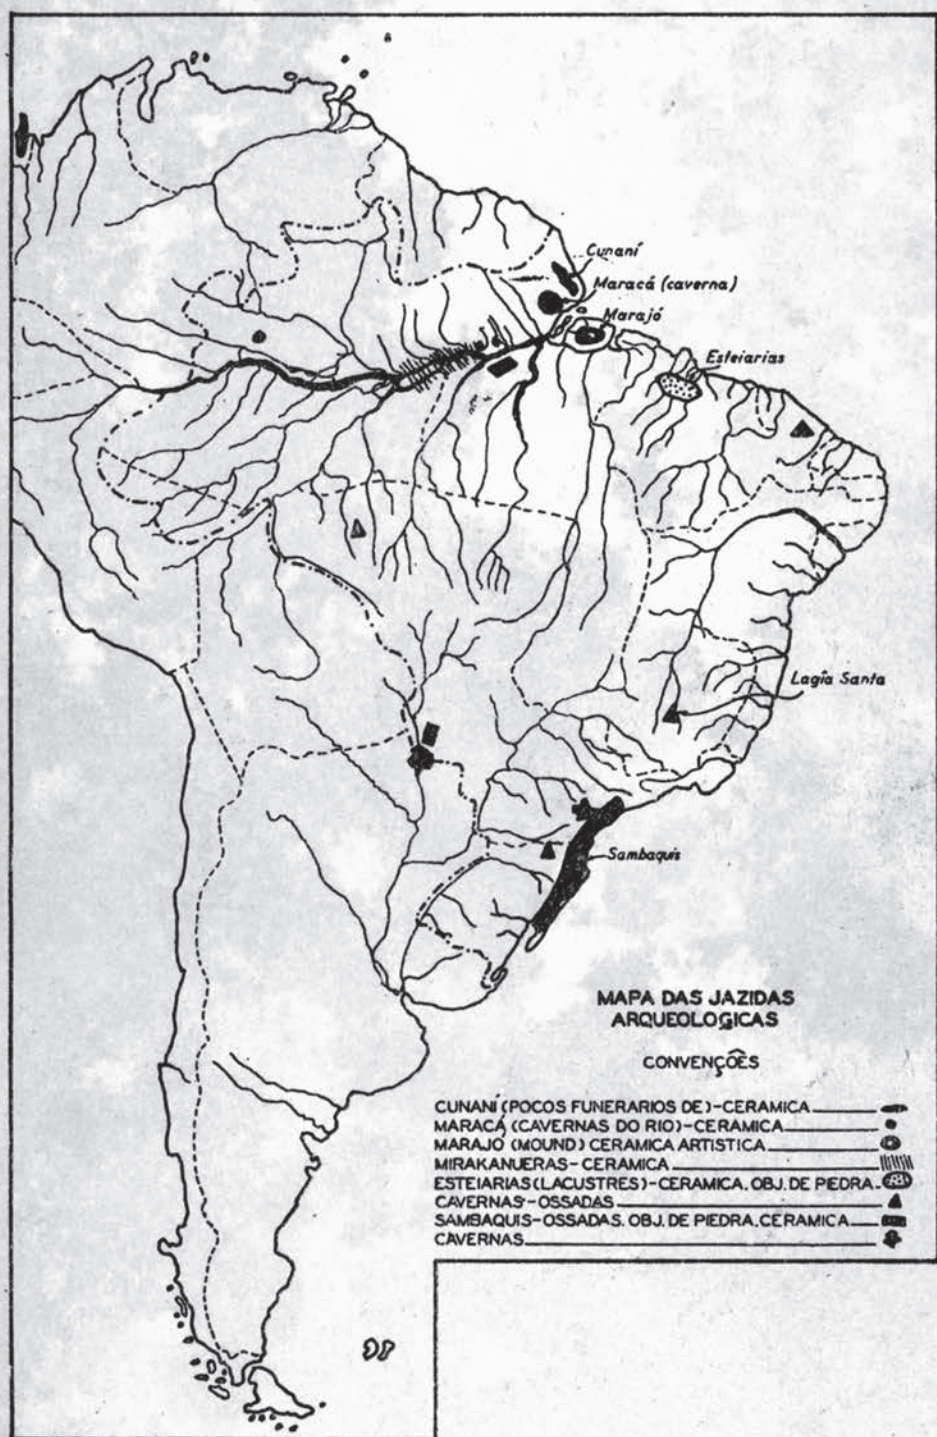 Cunaní
Maracá (caverna)
Marajó
Esteiarias
Lagîa Santa
Sambaquis
MAPA DAS JAZIDAS
ARQUEOLOGICAS
CONVENÇÕES
CUNANÍ (POCOS FUNERARIOS DE)-CERAMICA
MARACÁ (CAVERNAS DO RIO)-CERAMICA
MARAJÓ (MOUND) CERAMICA ARTISTICA
MIRAKANUERAS-CERAMICA
ESTEIARIAS (LACUSTRES)-CERAMICA. OBJ. DE PIEDRA.
CAVERNAS-OSSADAS
SAMBAQUIS-OSSADAS. OBJ. DE PIEDRA. CERAMICA
CAVERNAS